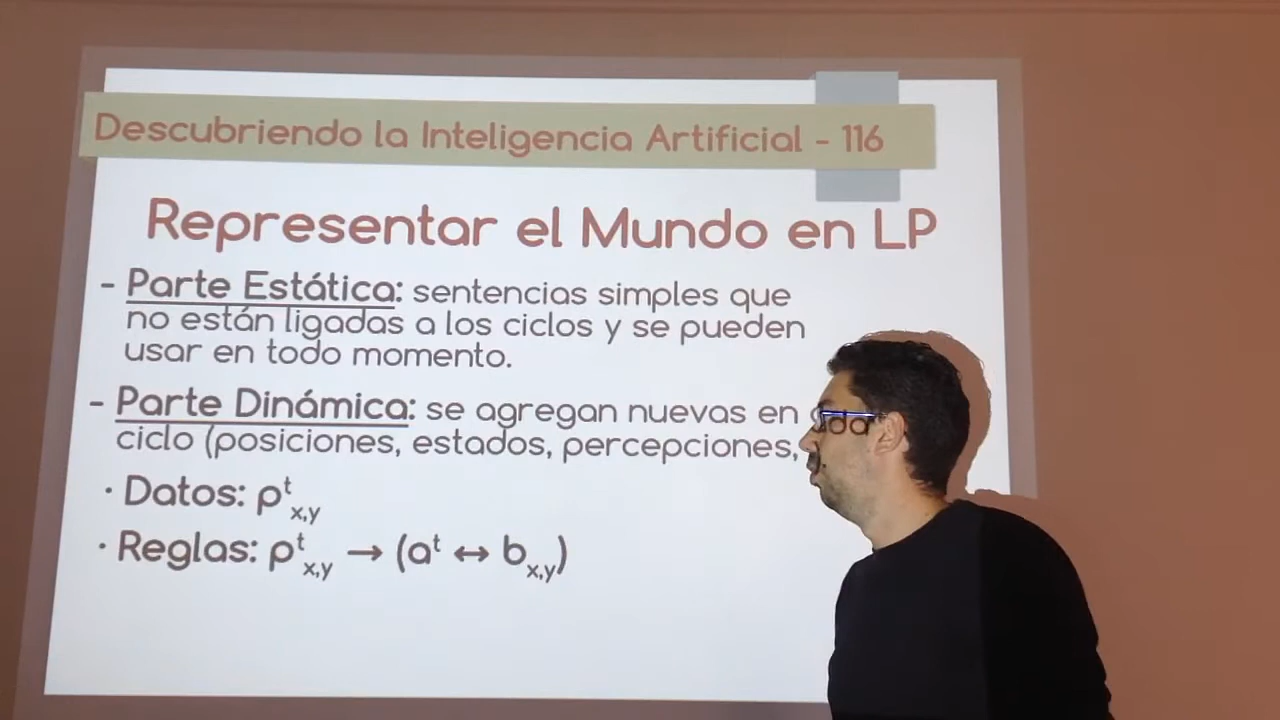 Descubriendo la Inteligencia Artificial - 116
Representar el Mundo en LP
- Parte Estática: sentencias simples que
no están ligadas a los ciclos y se pueden
usar en todo momento.
- Parte Dinámica: se agregan nuevas en
ciclo (posiciones, estados, percepciones,
· Datos: ρᵗx,y
· Reglas: ρᵗx,y → (aᵗ ↔ bx,y)